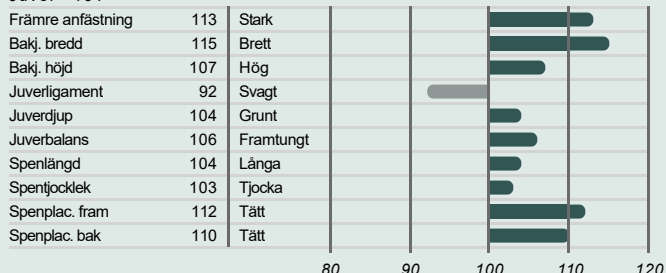 Främre anfästning 113 Stark
Bakj. bredd 115 Brett
Bakj. höjd 107 Hög
Juverligament 92 Svagt
Juverdjup 104 Grunt
Juverbalans 106 Framtungt
Spenlängd 104 Långa
Spentjocklek 103 Tjocka
Spenplac. fram 112 Tätt
Spenplac. bak 110 Tätt
80 90 100 110 120